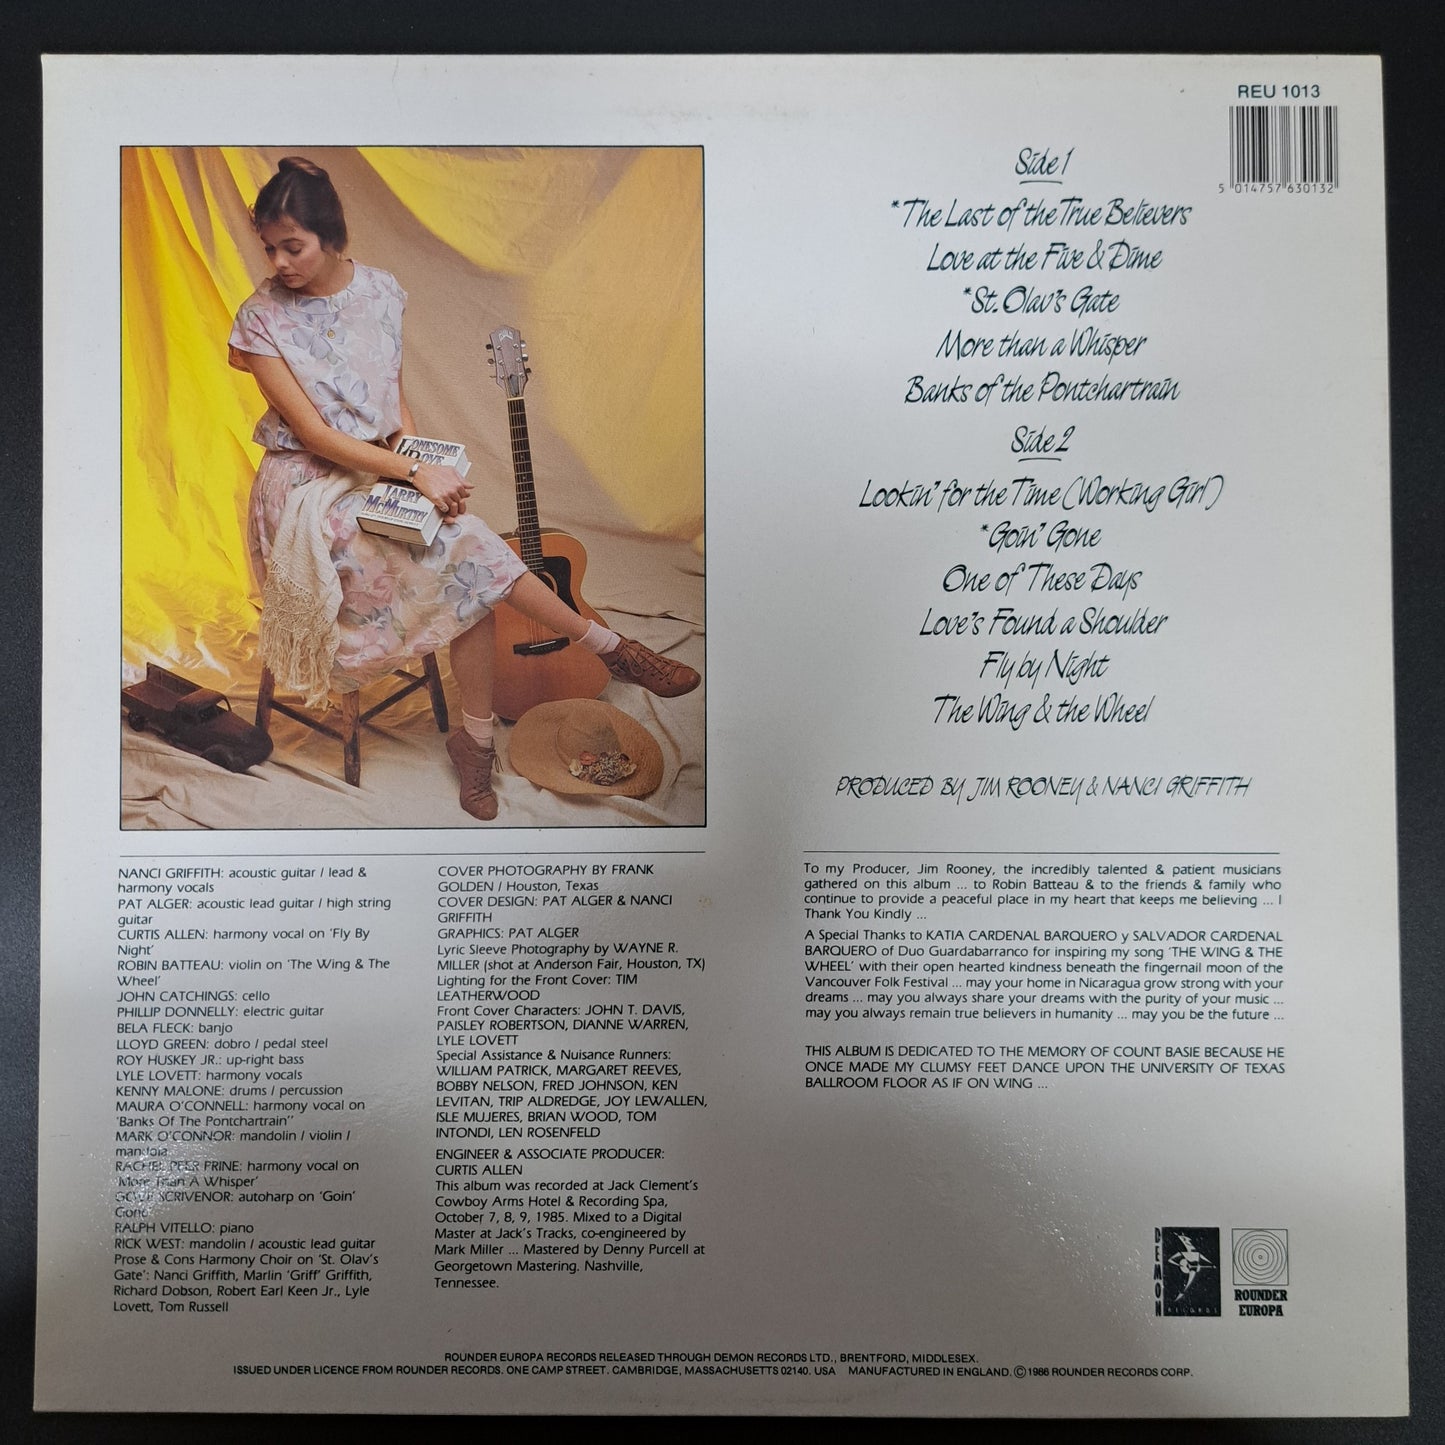 REU 1013
5 014757 630132
Side 1
*The Last of the True Believers
Love at the Five & Dime
*St. Olav's Gate
More than a Whisper
Banks of the Pontchartrain
Side 2
Lookin' for the Time (Working Girl)
*Goin' Gone
One of These Days
Love's Found a Shoulder
Fly by Night
The Wing & the Wheel
PRODUCED BY JIM ROONEY & NANCI GRIFFITH
LONESOME
DOVE
LARRY
McMURTRY
NANCI GRIFFITH: acoustic guitar / lead &
harmony vocals
PAT ALGER: acoustic lead guitar / high string
guitar
CURTIS ALLEN: harmony vocal on 'Fly By
Night'
ROBIN BATTEAU: violin on 'The Wing & The
Wheel'
JOHN CATCHINGS: cello
PHILLIP DONNELLY: electric guitar
BELA FLECK: banjo
LLOYD GREEN: dobro / pedal steel
ROY HUSKEY JR.: up-right bass
LYLE LOVETT: harmony vocals
KENNY MALONE: drums / percussion
MAURA O'CONNELL: harmony vocal on
'Banks Of The Pontchartrain''
MARK O'CONNOR: mandolin / violin /
mandola
RACHEL PEER PRINE: harmony vocal on
'More Than A Whisper'
GOVE SCRIVENOR: autoharp on 'Goin'
Gone'
RALPH VITELLO: piano
RICK WEST: mandolin / acoustic lead guitar
Prose & Cons Harmony Choir on 'St. Olav's
Gate': Nanci Griffith, Marlin 'Griff' Griffith,
Richard Dobson, Robert Earl Keen Jr., Lyle
Lovett, Tom Russell
COVER PHOTOGRAPHY BY FRANK
GOLDEN / Houston, Texas
COVER DESIGN: PAT ALGER & NANCI
GRIFFITH
GRAPHICS: PAT ALGER
Lyric Sleeve Photography by WAYNE R.
MILLER (shot at Anderson Fair, Houston, TX)
Lighting for the Front Cover: TIM
LEATHERWOOD
Front Cover Characters: JOHN T. DAVIS,
PAISLEY ROBERTSON, DIANNE WARREN,
LYLE LOVETT
Special Assistance & Nuisance Runners:
WILLIAM PATRICK, MARGARET REEVES,
BOBBY NELSON, FRED JOHNSON, KEN
LEVITAN, TRIP ALDREDGE, JOY LEWALLEN,
ISLE MUJERES, BRIAN WOOD, TOM
INTONDI, LEN ROSENFELD
ENGINEER & ASSOCIATE PRODUCER:
CURTIS ALLEN
This album was recorded at Jack Clement's
Cowboy Arms Hotel & Recording Spa,
October 7, 8, 9, 1985. Mixed to a Digital
Master at Jack's Tracks, co-engineered by
Mark Miller ... Mastered by Denny Purcell at
Georgetown Mastering. Nashville,
Tennessee.
To my Producer, Jim Rooney, the incredibly talented & patient musicians
gathered on this album ... to Robin Batteau & to the friends & family who
continue to provide a peaceful place in my heart that keeps me believing ... I
Thank You Kindly ...
A Special Thanks to KATIA CARDENAL BARQUERO y SALVADOR CARDENAL
BARQUERO of Duo Guardabarranco for inspiring my song 'THE WING & THE
WHEEL' with their open hearted kindness beneath the fingernail moon of the
Vancouver Folk Festival ... may your home in Nicaragua grow strong with your
dreams ... may you always share your dreams with the purity of your music ...
may you always remain true believers in humanity ... may you be the future ...
THIS ALBUM IS DEDICATED TO THE MEMORY OF COUNT BASIE BECAUSE HE
ONCE MADE MY CLUMSY FEET DANCE UPON THE UNIVERSITY OF TEXAS
BALLROOM FLOOR AS IF ON WING ...
DEMON
RECORDS
ROUNDER
EUROPA
ROUNDER EUROPA RECORDS RELEASED THROUGH DEMON RECORDS LTD., BRENTFORD, MIDDLESEX.
ISSUED UNDER LICENCE FROM ROUNDER RECORDS. ONE CAMP STREET. CAMBRIDGE, MASSACHUSETTS 02140. USA MANUFACTURED IN ENGLAND. ©1986 ROUNDER RECORDS CORP.